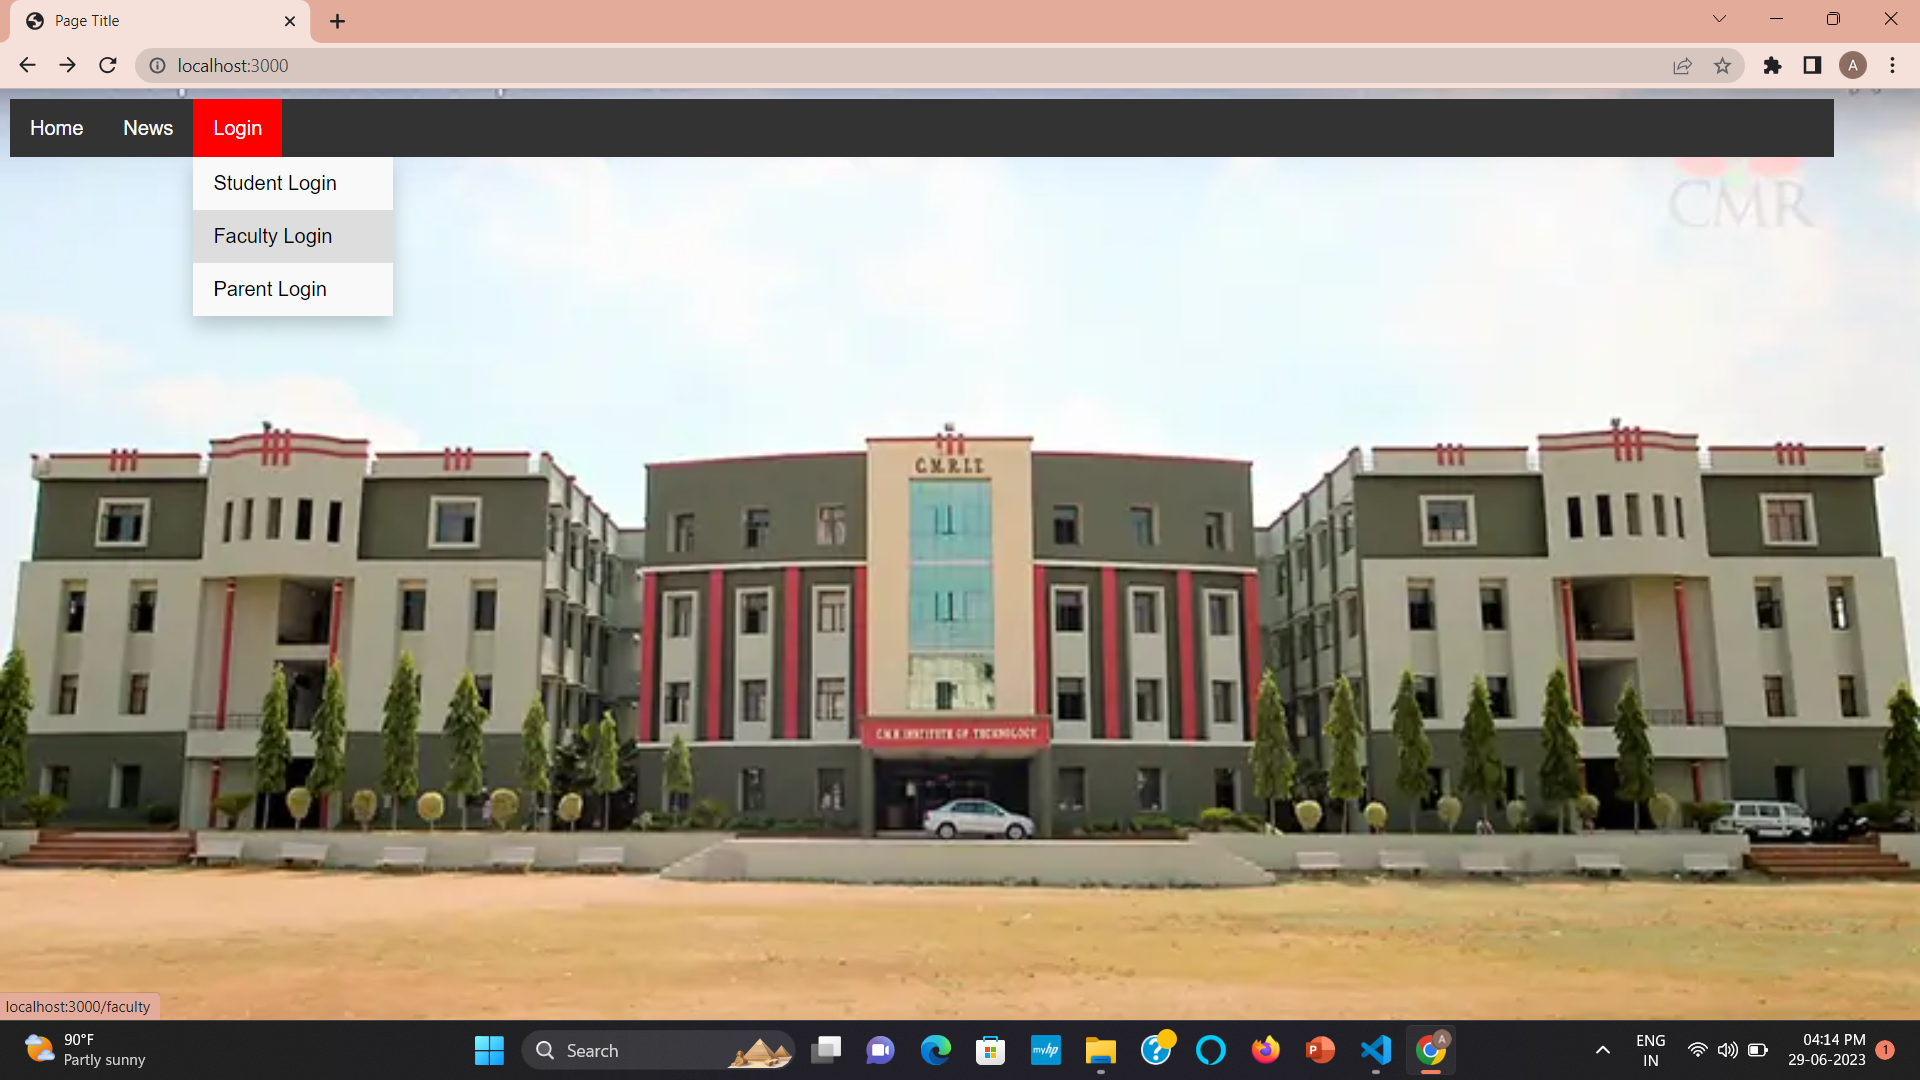 Page Title
localhost:3000
Home News Login
Student Login
Faculty Login
Parent Login
CMR
C.M.R.I.T.
C.M.R INSTITUTE OF TECHNOLOGY
localhost:3000/faculty
90°F
Partly sunny
Search
myhp
ENG
IN
04:14 PM
29-06-2023
1